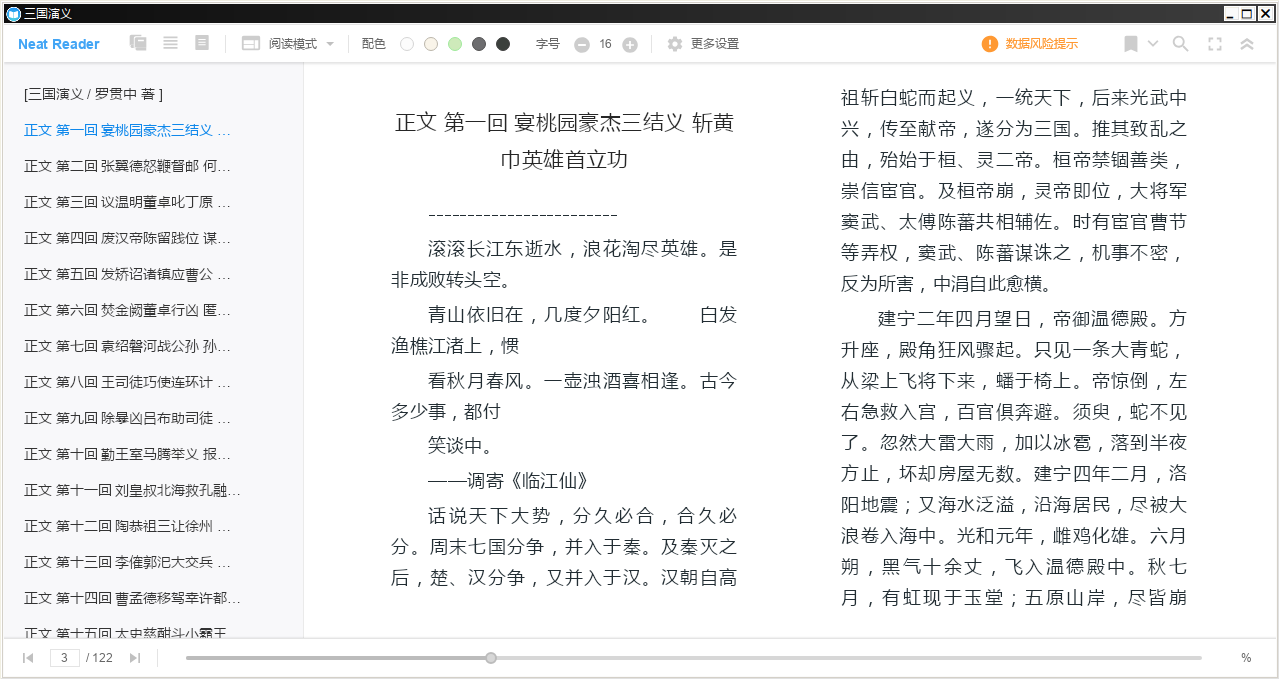 三国演义
Neat Reader
阅读模式
配色
字号
16
更多设置
数据风险提示
[三国演义 / 罗贯中 著 ]
正文 第一回 宴桃园豪杰三结义 …
正文 第二回 张翼德怒鞭督邮 何…
正文 第三回 议温明董卓叱丁原 …
正文 第四回 废汉帝陈留践位 谋…
正文 第五回 发矫诏诸镇应曹公 …
正文 第六回 焚金阙董卓行凶 匿…
正文 第七回 袁绍磐河战公孙 孙…
正文 第八回 王司徒巧使连环计 …
正文 第九回 除暴凶吕布助司徒 …
正文 第十回 勤王室马腾举义 报…
正文 第十一回 刘皇叔北海救孔融…
正文 第十二回 陶恭祖三让徐州 …
正文 第十三回 李傕郭汜大交兵 …
正文 第十四回 曹孟德移驾幸许都…
正文 第十五回 太史慈酣斗小霸王
正文 第一回 宴桃园豪杰三结义 斩黄
巾英雄首立功
------------------------
滚滚长江东逝水，浪花淘尽英雄。是
非成败转头空。
青山依旧在，几度夕阳红。 白发
渔樵江渚上，惯
看秋月春风。一壶浊酒喜相逢。古今
多少事，都付
笑谈中。
——调寄《临江仙》
话说天下大势，分久必合，合久必
分。周末七国分争，并入于秦。及秦灭之
后，楚、汉分争，又并入于汉。汉朝自高
祖斩白蛇而起义，一统天下，后来光武中
兴，传至献帝，遂分为三国。推其致乱之
由，殆始于桓、灵二帝。桓帝禁锢善类，
崇信宦官。及桓帝崩，灵帝即位，大将军
窦武、太傅陈蕃共相辅佐。时有宦官曹节
等弄权，窦武、陈蕃谋诛之，机事不密，
反为所害，中涓自此愈横。
建宁二年四月望日，帝御温德殿。方
升座，殿角狂风骤起。只见一条大青蛇，
从梁上飞将下来，蟠于椅上。帝惊倒，左
右急救入宫，百官俱奔避。须臾，蛇不见
了。忽然大雷大雨，加以冰雹，落到半夜
方止，坏却房屋无数。建宁四年二月，洛
阳地震；又海水泛溢，沿海居民，尽被大
浪卷入海中。光和元年，雌鸡化雄。六月
朔，黑气十余丈，飞入温德殿中。秋七
月，有虹现于玉堂；五原山岸，尽皆崩
3
/ 122
%